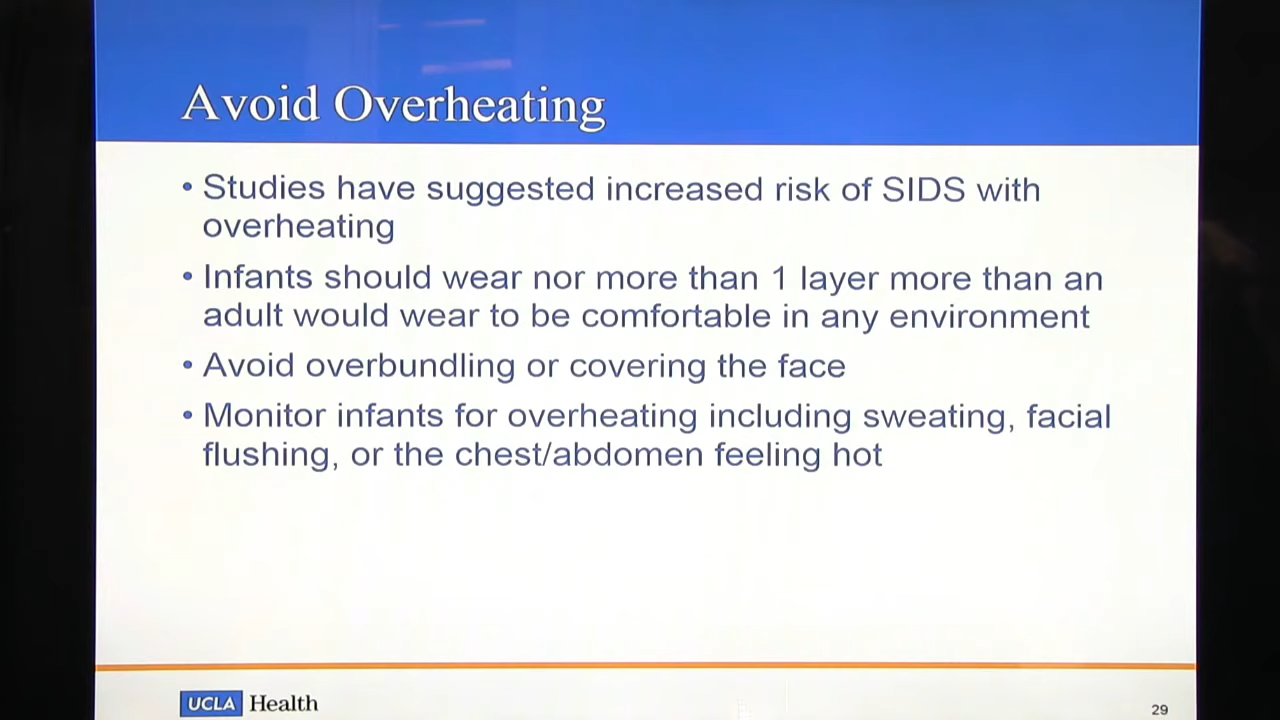 Avoid Overheating
• Studies have suggested increased risk of SIDS with
overheating
• Infants should wear nor more than 1 layer more than an
adult would wear to be comfortable in any environment
• Avoid overbundling or covering the face
• Monitor infants for overheating including sweating, facial
flushing, or the chest/abdomen feeling hot
UCLA Health
29